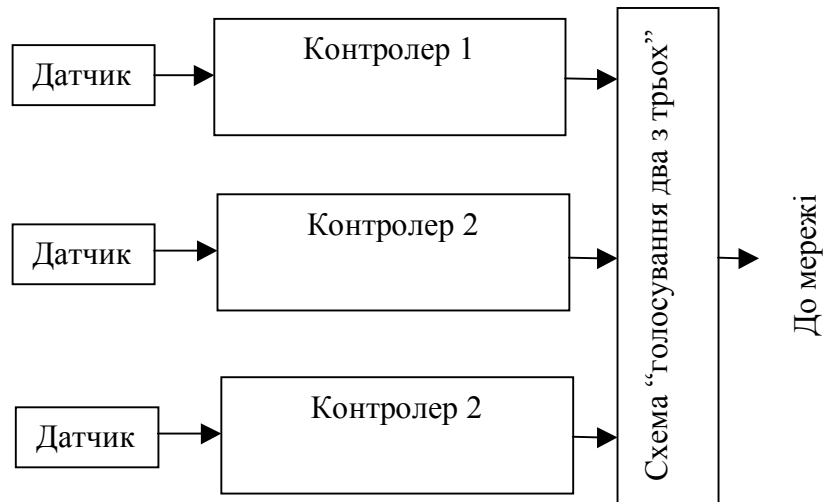 Датчик
Контролер 1
Датчик
Контролер 2
Датчик
Контролер 2
Схема “голосування два з трьох”
До мережі